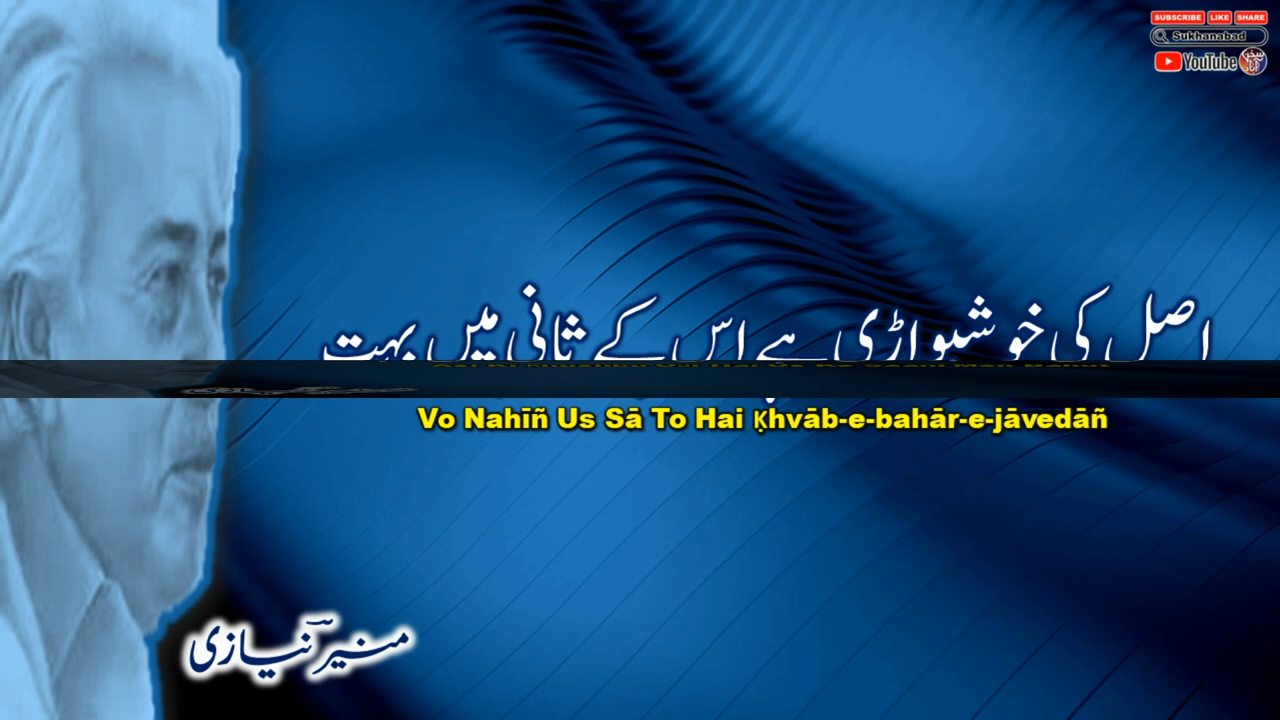 SUBSCRIBE LIKE SHARE
Sukhanabad
YouTube
اصل کی خوشبو اڑی ہے اس کے ثانی میں بہت
Vo Nahīñ Us Sā To Hai Ḳhvāb-e-bahār-e-jāvedāñ
منیر نیازی